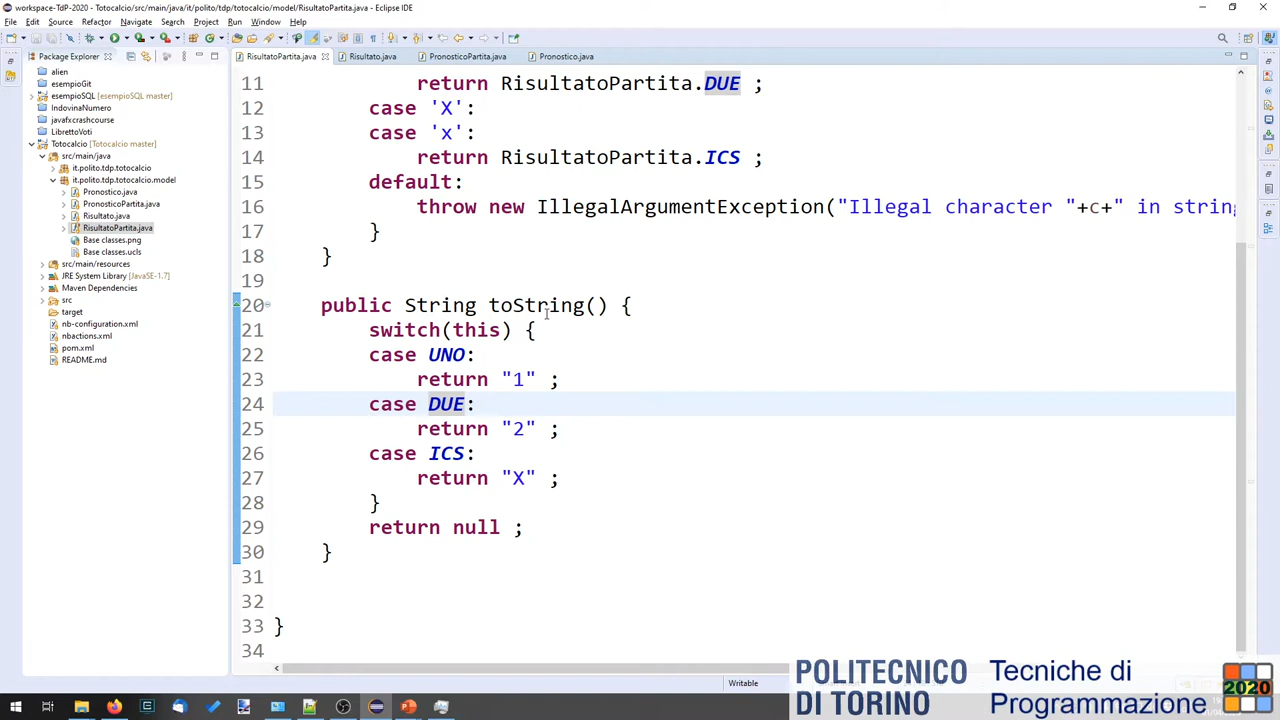 workspace-TdP-2020 - Totocalcio/src/main/java/it/polito/tdp/totocalcio/model/RisultatoPartita.java - Eclipse IDE
File Edit Source Refactor Navigate Search Project Run Window Help
Package Explorer
RisultatoPartita.java Risultato.java PronosticoPartita.java Pronostico.java
alien
esempioGit
esempioSQL [esempioSQL master]
IndovinaNumero
javafxcrashcourse
LibrettoVoti
Totocalcio [Totocalcio master]
src/main/java
it.polito.tdp.totocalcio
it.polito.tdp.totocalcio.model
Pronostico.java
PronosticoPartita.java
Risultato.java
RisultatoPartita.java
Base classes.png
Base classes.ucls
src/main/resources
JRE System Library [JavaSE-1.7]
Maven Dependencies
src
target
nb-configuration.xml
nbactions.xml
pom.xml
README.md
11 return RisultatoPartita.DUE ;
12 case 'X':
13 case 'x':
14 return RisultatoPartita.ICS ;
15 default:
16 throw new IllegalArgumentException("Illegal character "+c+" in string
17 }
18 }
19
20 public String toString() {
21 switch(this) {
22 case UNO:
23 return "1" ;
24 case DUE:
25 return "2" ;
26 case ICS:
27 return "X" ;
28 }
29 return null ;
30 }
31
32
33 }
34
Writable
POLITECNICO
DI TORINO
Tecniche di
Programmazione
2020